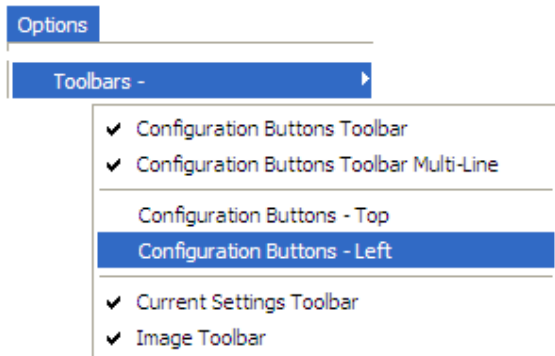 Options
Toolbars -
Configuration Buttons Toolbar
Configuration Buttons Toolbar Multi-Line
Configuration Buttons - Top
Configuration Buttons - Left
Current Settings Toolbar
Image Toolbar